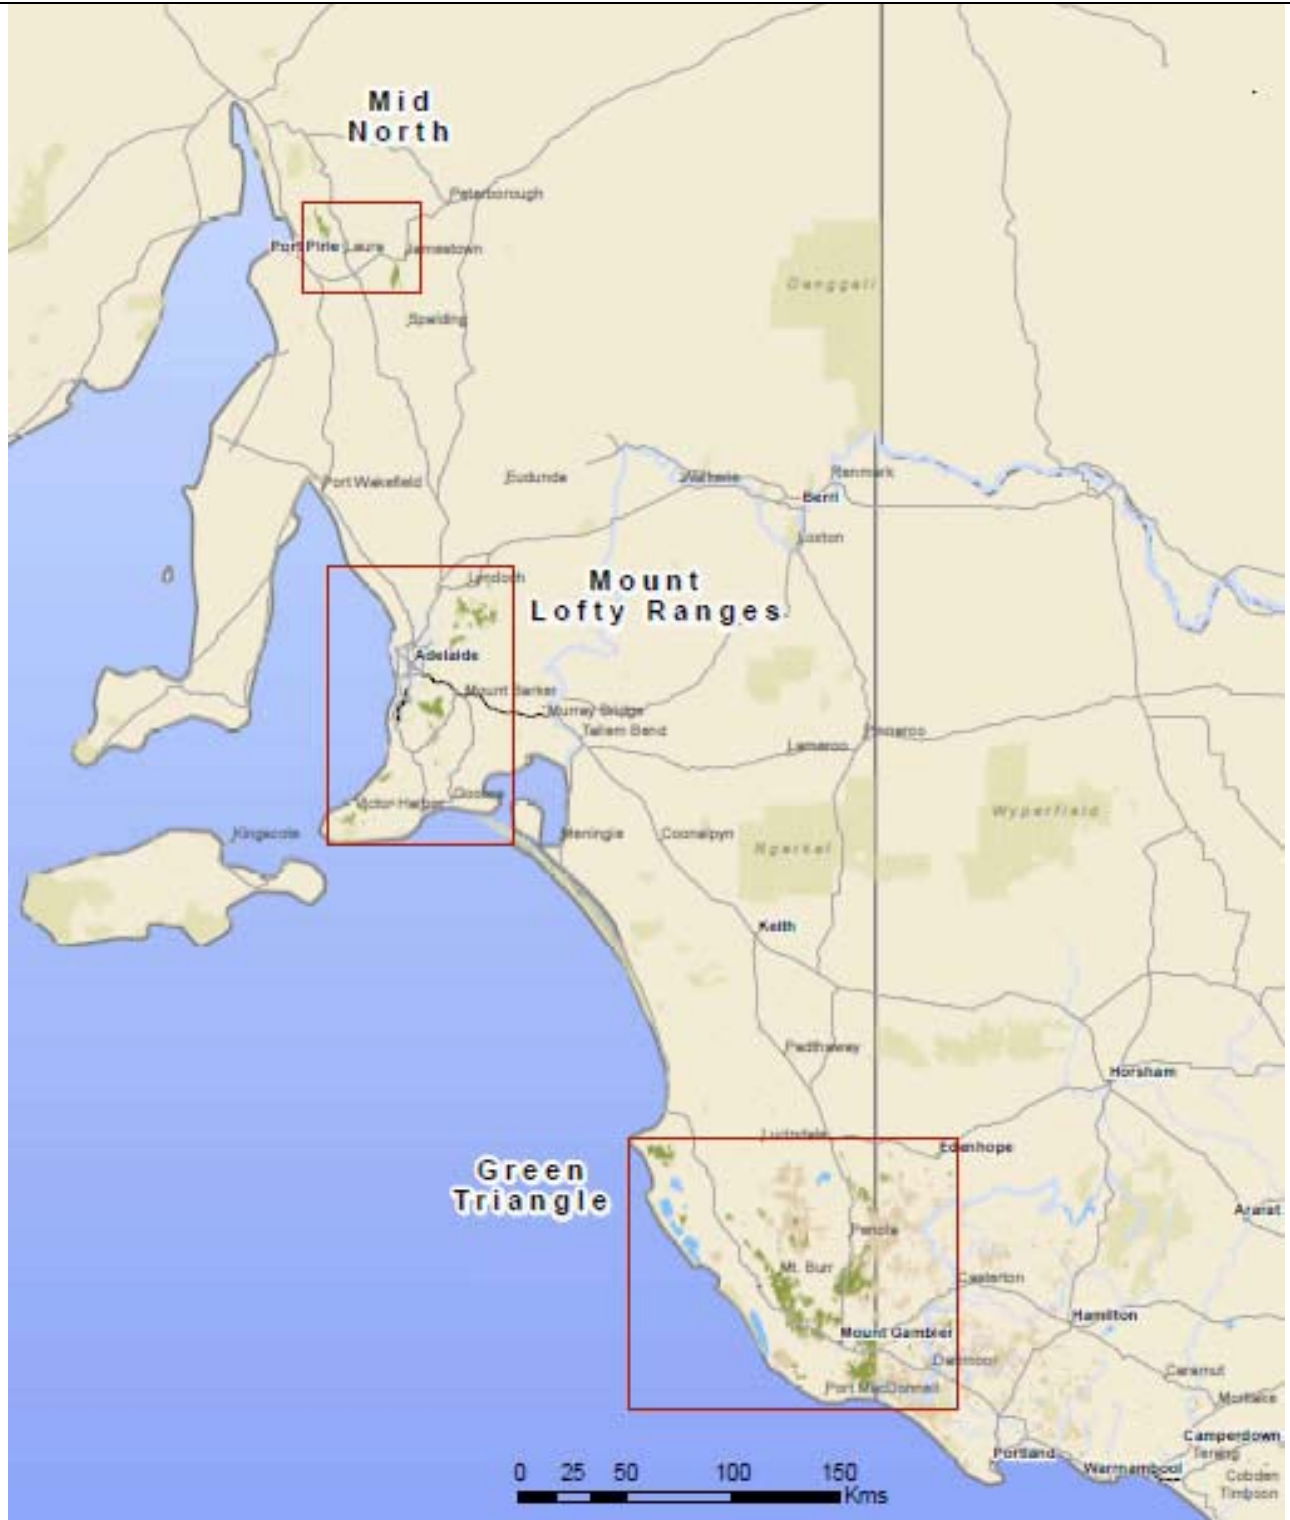 Mid
North
Peterborough
Port Pirie
Laura
Jamestown
Spalding
Danggali
Port Wakefield
Eudunda
Waikerie
Renmark
Berri
Loxton
Lyndoch
Mount
Lofty Ranges
Adelaide
Mount Barker
Murray Bridge
Tailem Bend
Lameroo
Pinnaroo
Victor Harbor
Goolwa
Kingscote
Meningie
Coonalpyn
Ngarkat
Wyperfield
Keith
Padthaway
Horsham
Lucindale
Edenhope
Green
Triangle
Penola
Ararat
Mt. Burr
Casterton
Hamilton
Mount Gambier
Dartmoor
Caramut
Port MacDonnell
Mortlake
Camperdown
Portland
Terang
Warrnambool
Cobden
Timboon
0 25 50 100 150
Kms